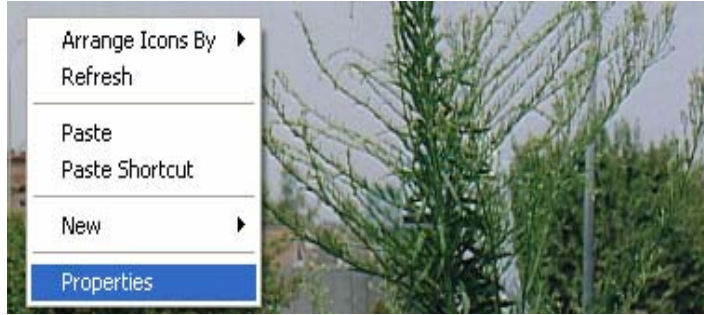 Arrange Icons By
Refresh
Paste
Paste Shortcut
New
Properties